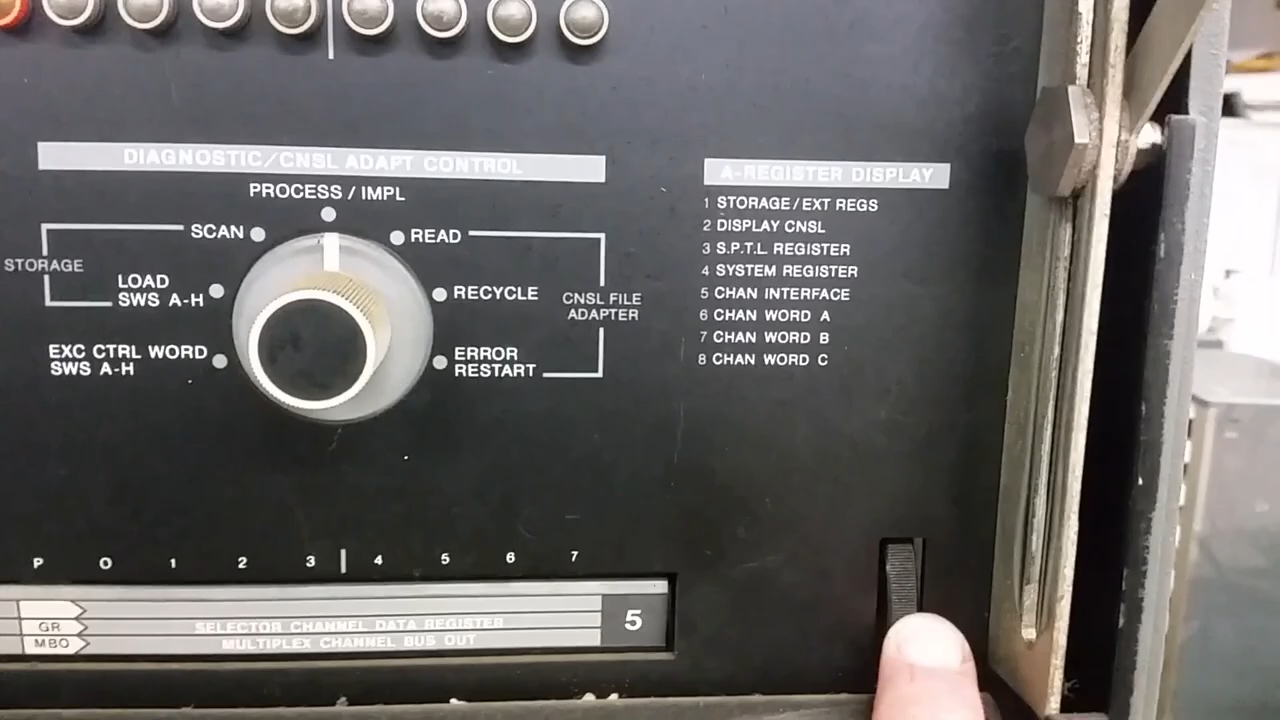 DIAGNOSTIC/CNSL ADAPT CONTROL
PROCESS / IMPL
SCAN
READ
STORAGE
LOAD
SWS A-H
RECYCLE
CNSL FILE
ADAPTER
EXC CTRL WORD
SWS A-H
ERROR
RESTART
A-REGISTER DISPLAY
1 STORAGE/EXT REGS
2 DISPLAY CNSL
3 S.P.T.L REGISTER
4 SYSTEM REGISTER
5 CHAN INTERFACE
6 CHAN WORD A
7 CHAN WORD B
8 CHAN WORD C
P 0 1 2 3 4 5 6 7
GR SELECTOR CHANNEL DATA REGISTER
MBO MULTIPLEX CHANNEL BUS OUT
5